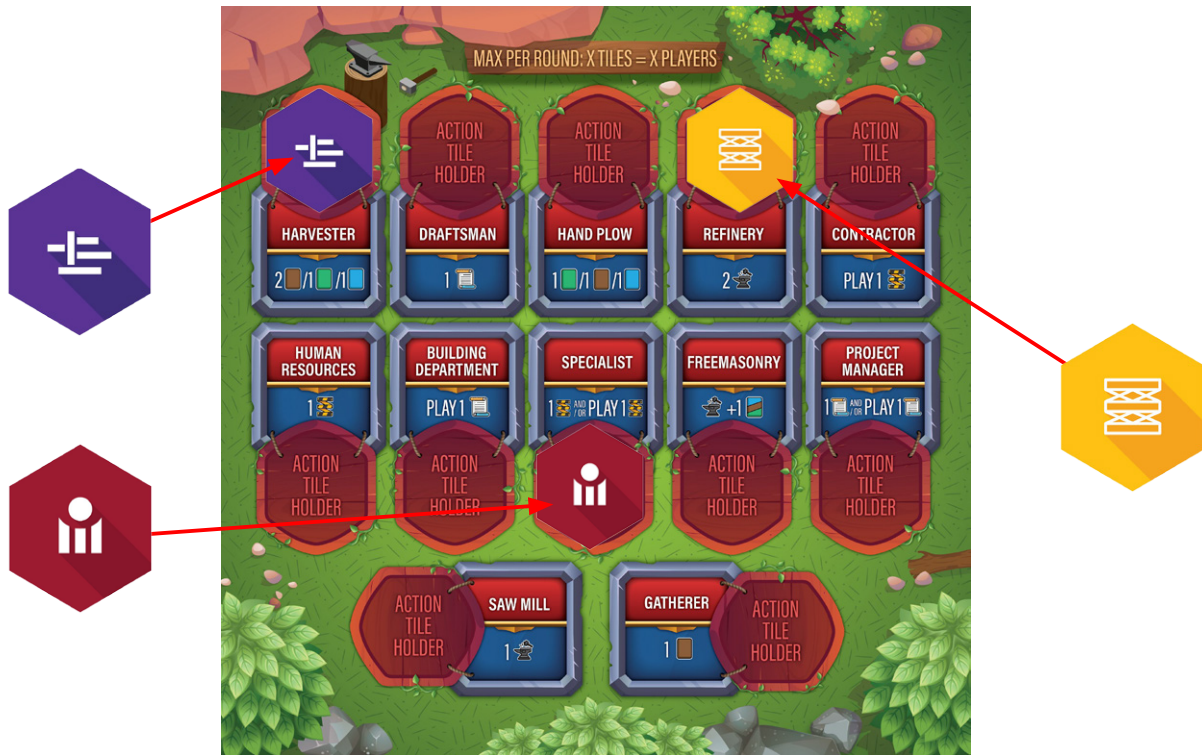 MAX PER ROUND: X TILES = X PLAYERS
ACTION
TILE
HOLDER
ACTION
TILE
HOLDER
ACTION
TILE
HOLDER
HARVESTER
DRAFTSMAN
HAND PLOW
REFINERY
CONTRACTOR
2 /1 /1
1
1 /1 /1
2
PLAY 1
HUMAN
RESOURCES
BUILDING
DEPARTMENT
SPECIALIST
FREEMASONRY
PROJECT
MANAGER
1
PLAY 1
1 AND / OR PLAY 1
+1
1 AND / OR PLAY 1
ACTION
TILE
HOLDER
ACTION
TILE
HOLDER
ACTION
TILE
HOLDER
ACTION
TILE
HOLDER
ACTION
TILE
HOLDER
SAW MILL
1
GATHERER
1
ACTION
TILE
HOLDER